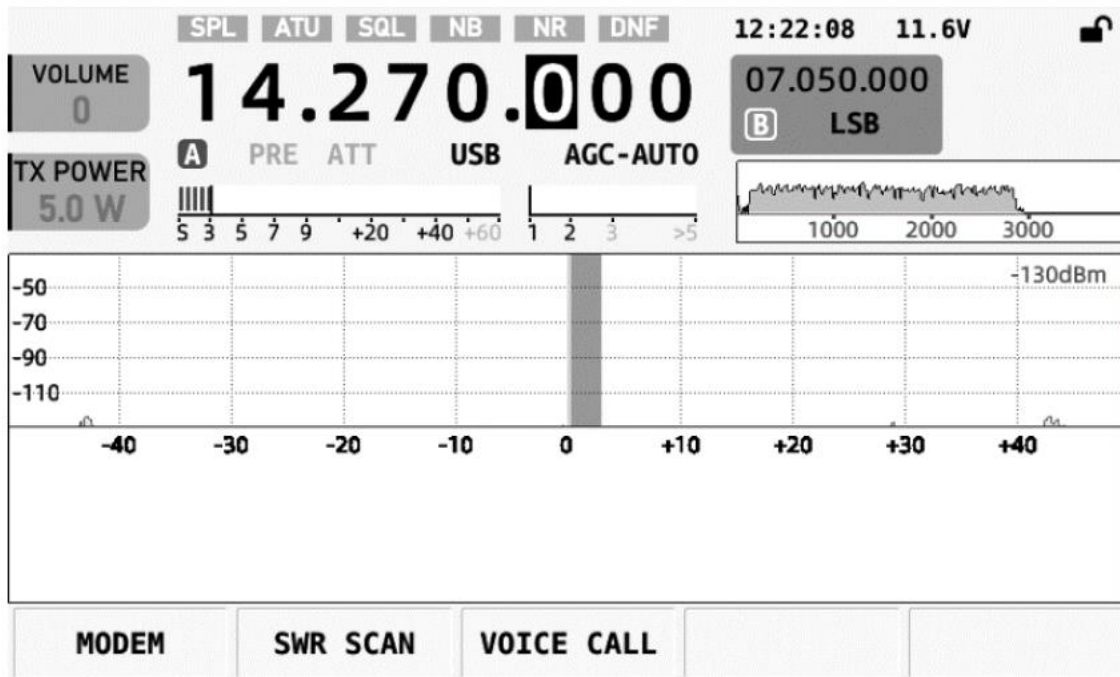 SPL ATU SQL NB NR DNF 12:22:08 11.6V
VOLUME
0
14.270.000
07.050.000
B LSB
A PRE ATT USB AGC-AUTO
TX POWER
5.0 W
S 3 5 7 9 +20 +40 +60
1 2 3 >5
1000 2000 3000
-130dBm
-50
-70
-90
-110
-40 -30 -20 -10 0 +10 +20 +30 +40
MODEM SWR SCAN VOICE CALL